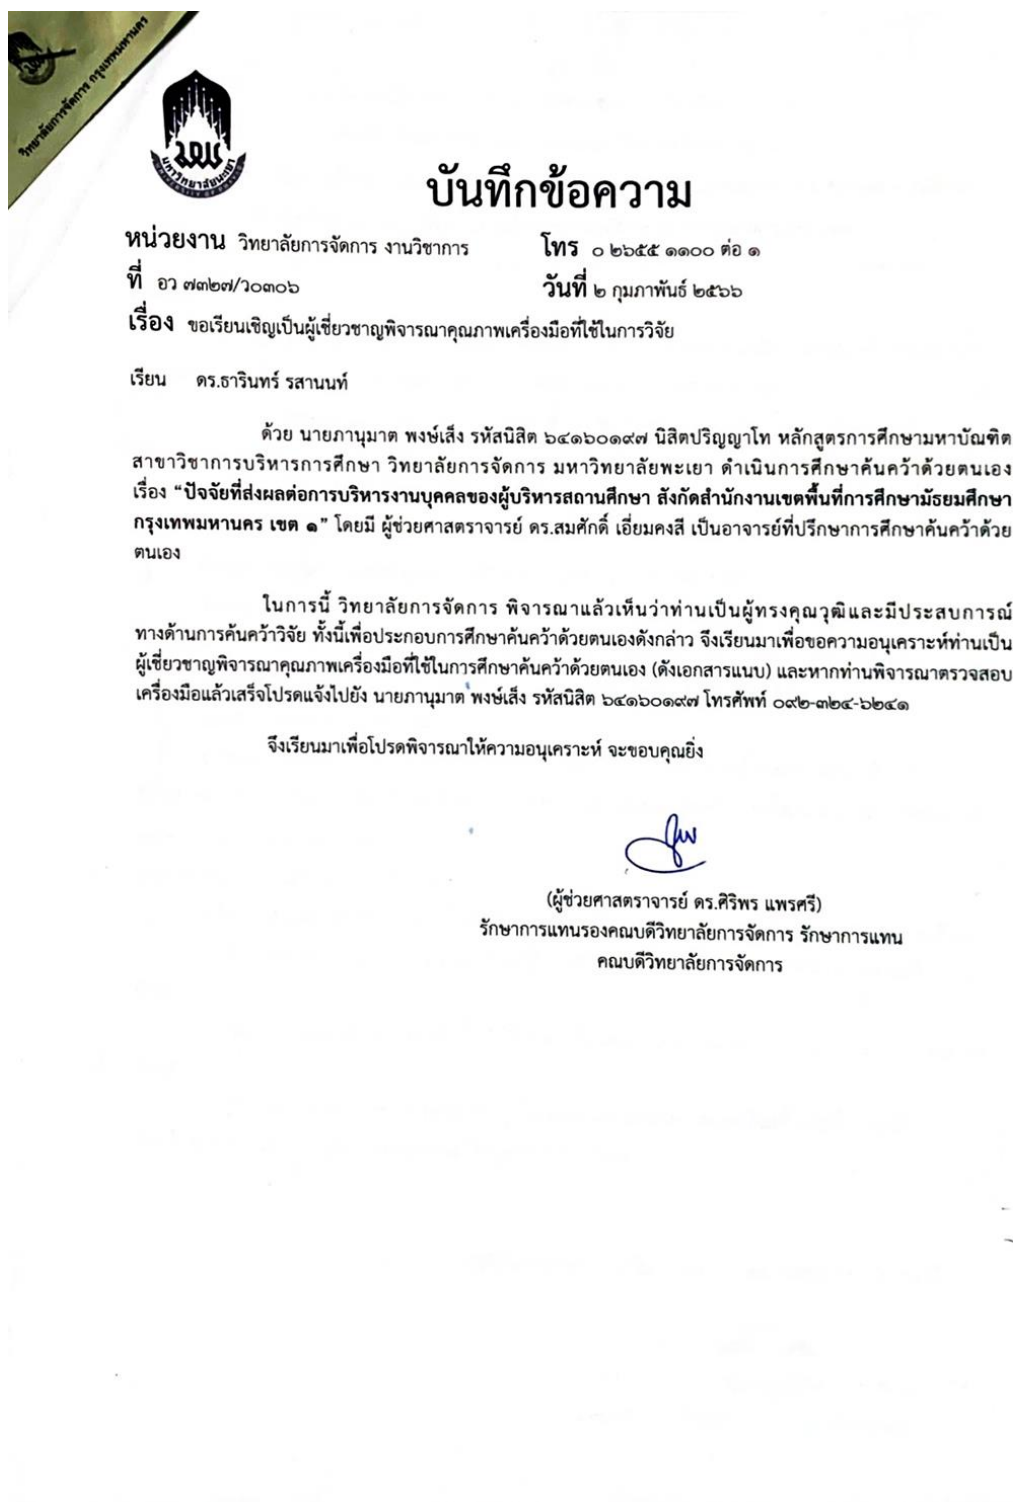 วิทยาลัยการจัดการ กรุงเทพมหานคร
มหาวิทยาลัยพะเยา
UNIVERSITY OF PHAYAO
บันทึกข้อความ
หน่วยงาน วิทยาลัยการจัดการ งานวิชาการ โทร ๐ ๒๖๕๕ ๑๑๐๐ ต่อ ๑
ที่ อว ๗๓๒๗/ว๐๓๐๖ วันที่ ๒ กุมภาพันธ์ ๒๕๖๖
เรื่อง ขอเรียนเชิญเป็นผู้เชี่ยวชาญพิจารณาคุณภาพเครื่องมือที่ใช้ในการวิจัย
เรียน ดร.ธารินทร์ รสานนท์
ด้วย นายภานุมาต พงษ์เส็ง รหัสนิสิต ๖๔๑๖๐๑๙๗ นิสิตปริญญาโท หลักสูตรการศึกษามหาบัณฑิต
สาขาวิชาการบริหารการศึกษา วิทยาลัยการจัดการ มหาวิทยาลัยพะเยา ดำเนินการศึกษาค้นคว้าด้วยตนเอง
เรื่อง “ปัจจัยที่ส่งผลต่อการบริหารงานบุคคลของผู้บริหารสถานศึกษา สังกัดสำนักงานเขตพื้นที่การศึกษามัธยมศึกษา
กรุงเทพมหานคร เขต ๑” โดยมี ผู้ช่วยศาสตราจารย์ ดร.สมศักดิ์ เอี่ยมคงสี เป็นอาจารย์ที่ปรึกษาการศึกษาค้นคว้าด้วย
ตนเอง
ในการนี้ วิทยาลัยการจัดการ พิจารณาแล้วเห็นว่าท่านเป็นผู้ทรงคุณวุฒิและมีประสบการณ์
ทางด้านการค้นคว้าวิจัย ทั้งนี้เพื่อประกอบการศึกษาค้นคว้าด้วยตนเองดังกล่าว จึงเรียนมาเพื่อขอความอนุเคราะห์ท่านเป็น
ผู้เชี่ยวชาญพิจารณาคุณภาพเครื่องมือที่ใช้ในการศึกษาค้นคว้าด้วยตนเอง (ดังเอกสารแนบ) และหากท่านพิจารณาตรวจสอบ
เครื่องมือแล้วเสร็จโปรดแจ้งไปยัง นายภานุมาต พงษ์เส็ง รหัสนิสิต ๖๔๑๖๐๑๙๗ โทรศัพท์ ๐๙๒-๓๒๔-๖๒๔๑
จึงเรียนมาเพื่อโปรดพิจารณาให้ความอนุเคราะห์ จะขอบคุณยิ่ง
(ผู้ช่วยศาสตราจารย์ ดร.ศิริพร แพรศรี)
รักษาการแทนรองคณบดีวิทยาลัยการจัดการ รักษาการแทน
คณบดีวิทยาลัยการจัดการ